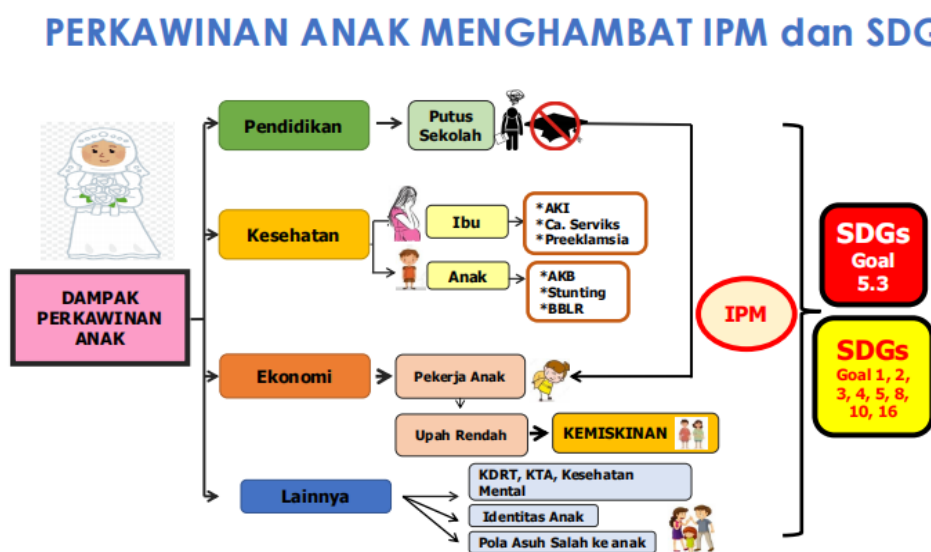 PERKAWINAN ANAK MENGHAMBAT IPM dan SDG
DAMPAK
PERKAWINAN
ANAK
Pendidikan
Putus
Sekolah
Kesehatan
Ibu
*AKI
*Ca. Serviks
*Preeklamsia
Anak
*AKB
*Stunting
*BBLR
Ekonomi
Pekerja Anak
Upah Rendah
KEMISKINAN
Lainnya
KDRT, KTA, Kesehatan
Mental
Identitas Anak
Pola Asuh Salah ke anak
IPM
SDGs
Goal
5.3
SDGs
Goal 1, 2,
3, 4, 5, 8,
10, 16